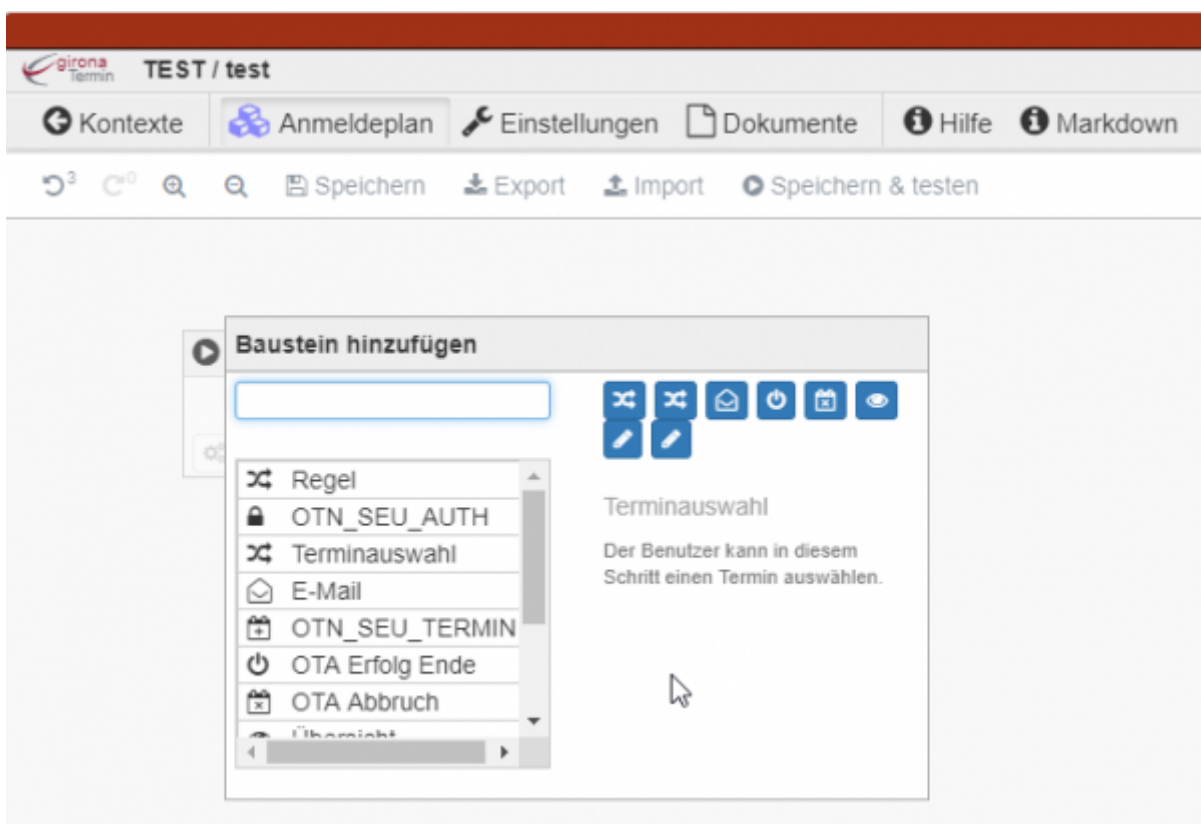 girona
Termin
TEST / test
Kontexte Anmeldeplan Einstellungen Dokumente Hilfe Markdown
3 0 Speichern Export Import Speichern & testen
Baustein hinzufügen
Regel
OTN_SEU_AUTH
Terminauswahl
E-Mail
OTN_SEU_TERMIN
OTA Erfolg Ende
OTA Abbruch
Übersicht
Terminauswahl
Der Benutzer kann in diesem
Schritt einen Termin auswählen.